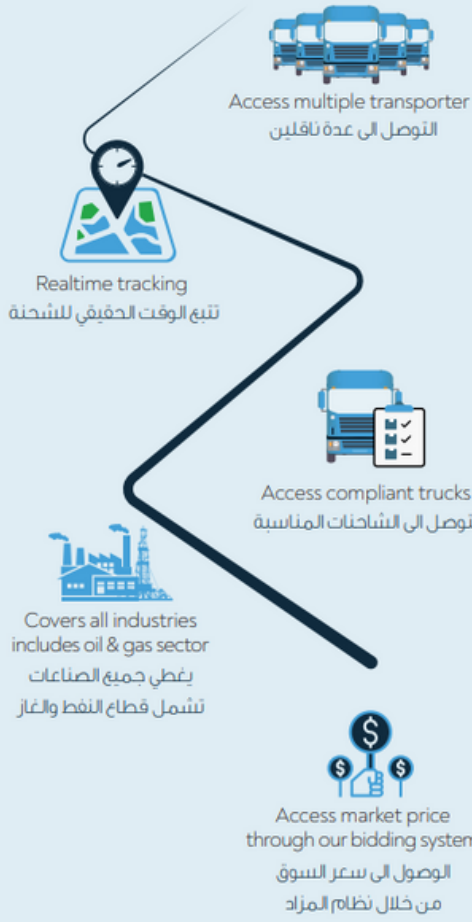 Access multiple transporter
التوصل الى عدة ناقلين
Realtime tracking
تتبع الوقت الحقيقي للشحنة
Access compliant trucks
توصل الى الشاحنات المناسبة
Covers all industries
includes oil & gas sector
يغطي جميع الصناعات
تشمل قطاع النفط والغاز
Access market price
through our bidding system
الوصول الى سعر السوق
من خلال نظام المزاد